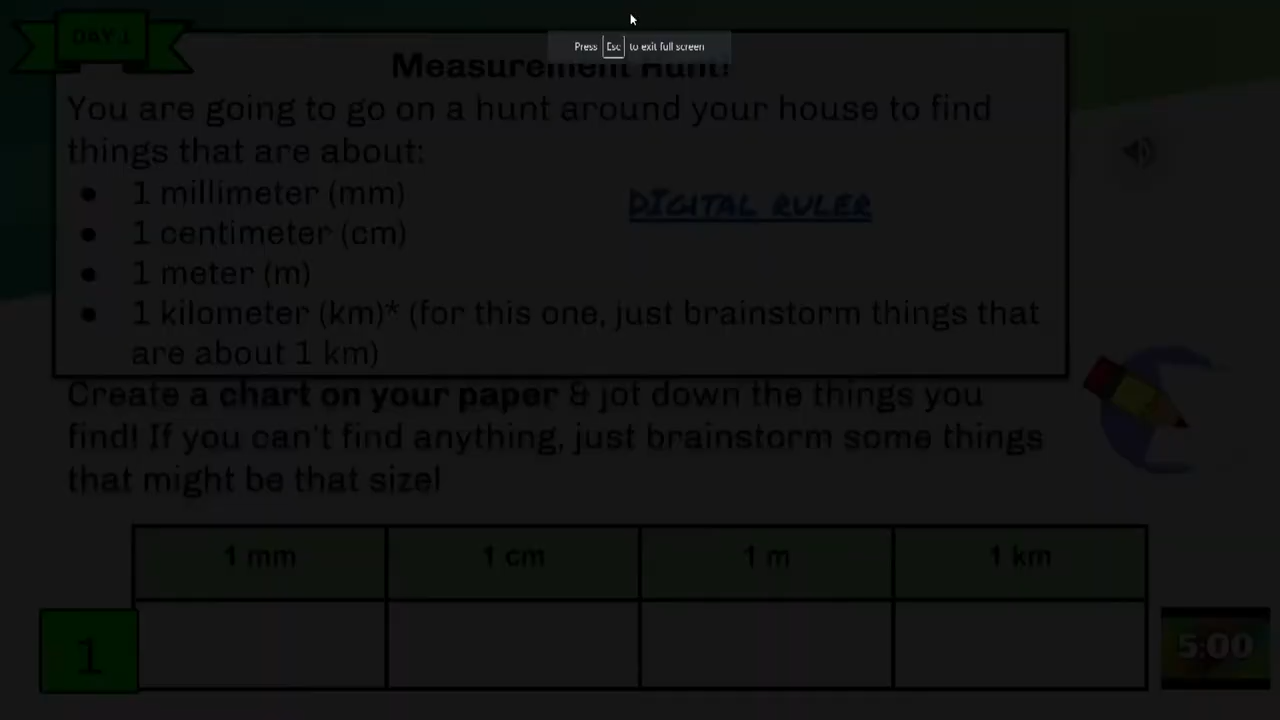 DAY 1
Press Esc to exit full screen
Measurement Hunt!
You are going to go on a hunt around your house to find
things that are about:
● 1 millimeter (mm)
DIGITAL RULER
● 1 centimeter (cm)
● 1 meter (m)
● 1 kilometer (km)* (for this one, just brainstorm things that
are about 1 km)
Create a chart on your paper & jot down the things you
find! If you can't find anything, just brainstorm some things
that might be that size!
1 mm 1 cm 1 m 1 km
1
5:00